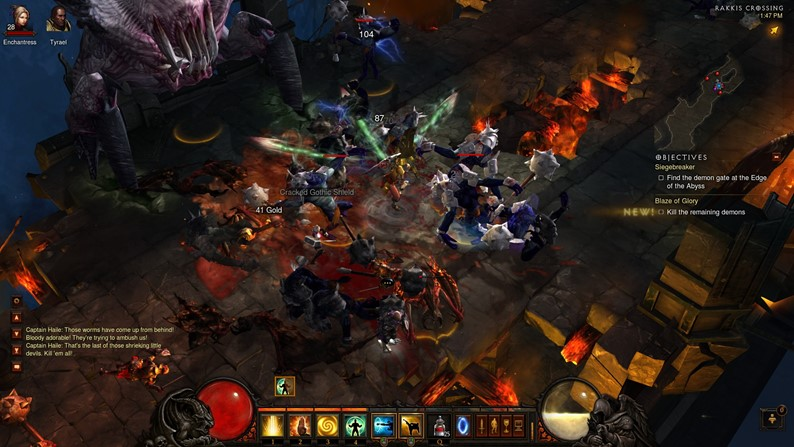 RAKKIS CROSSING
1:47 PM
28
Enchantress
Tyrael
104
87
Cracked Gothic Shield
41 Gold
OBJECTIVES
Siegebreaker
Find the demon gate at the Edge
of the Abyss
Blaze of Glory
NEW!
Kill the remaining demons
Captain Haile: Those worms have come up from behind!
Bloody adorable! They're trying to ambush us!
Captain Haile: That's the last of those shrieking little
devils. Kill 'em all!
1
2
3